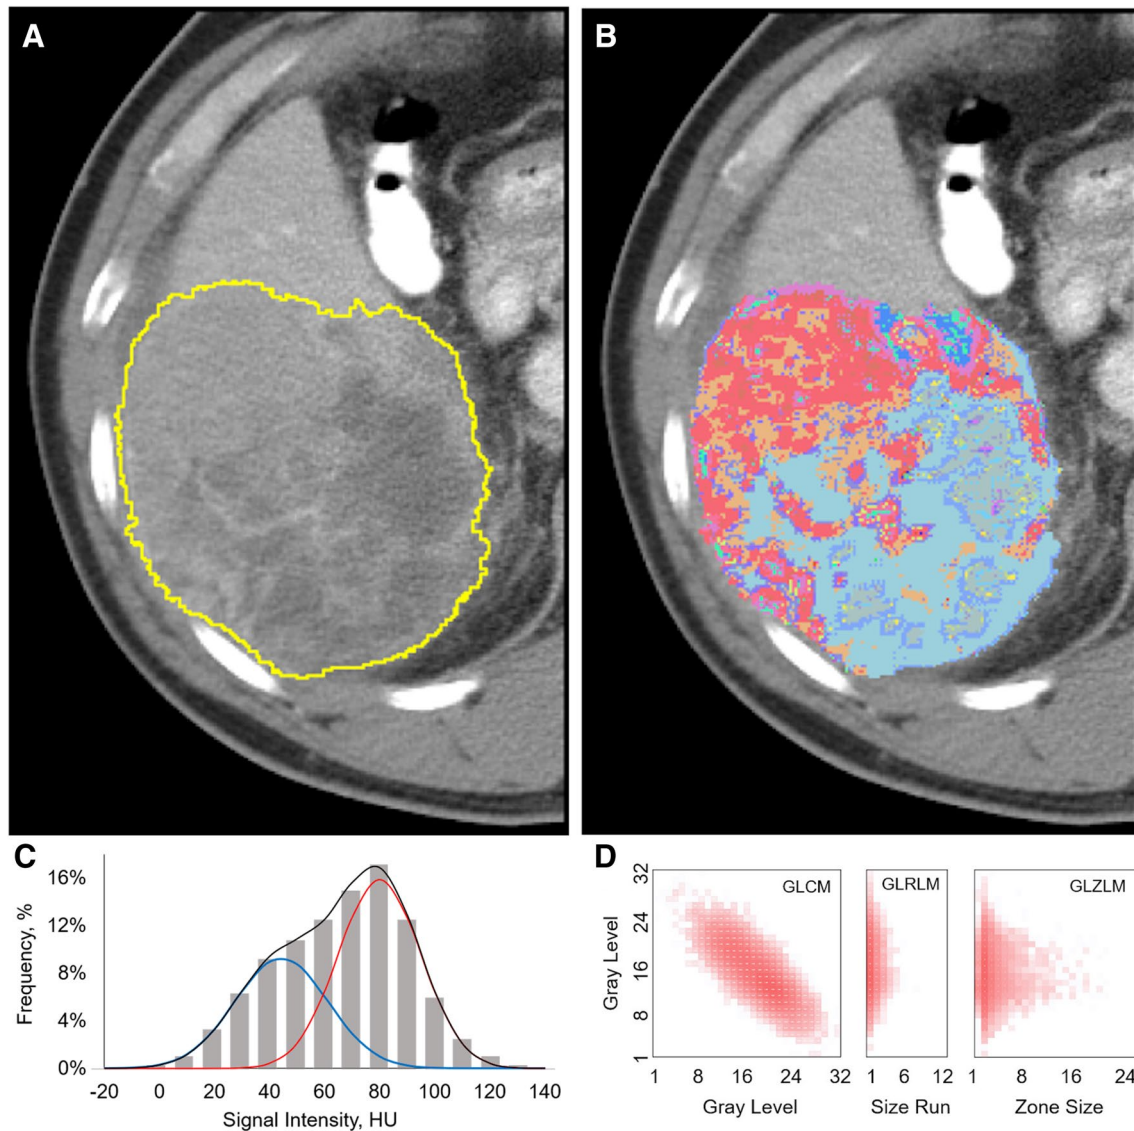 A
B
C
16%
12%
8%
4%
0%
Frequency, %
-20 0 20 40 60 80 100 120 140
Signal Intensity, HU
D
32
24
16
8
1
Gray Level
GLCM
GLRLM
GLZLM
1 8 16 24 32
1 6 12
1 8 16 24
Gray Level
Size Run
Zone Size